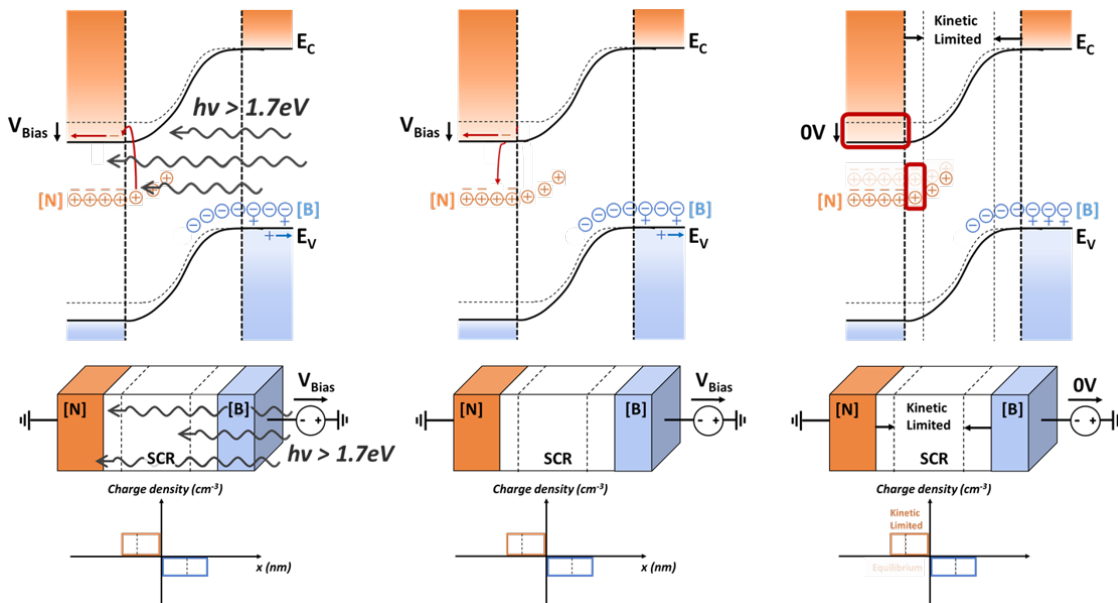 E_C
hν > 1.7eV
V_Bias
[N]
[B]
E_V
E_C
V_Bias
[N]
[B]
E_V
Kinetic
Limited
E_C
0V
[N]
[B]
E_V
[N]
[B]
V_Bias
SCR
hν > 1.7eV
[N]
[B]
V_Bias
SCR
[N]
Kinetic
Limited
[B]
0V
SCR
Charge density (cm⁻³)
x (nm)
Charge density (cm⁻³)
x (nm)
Charge density (cm⁻³)
Kinetic
Limited
Equilibrium
x (nm)